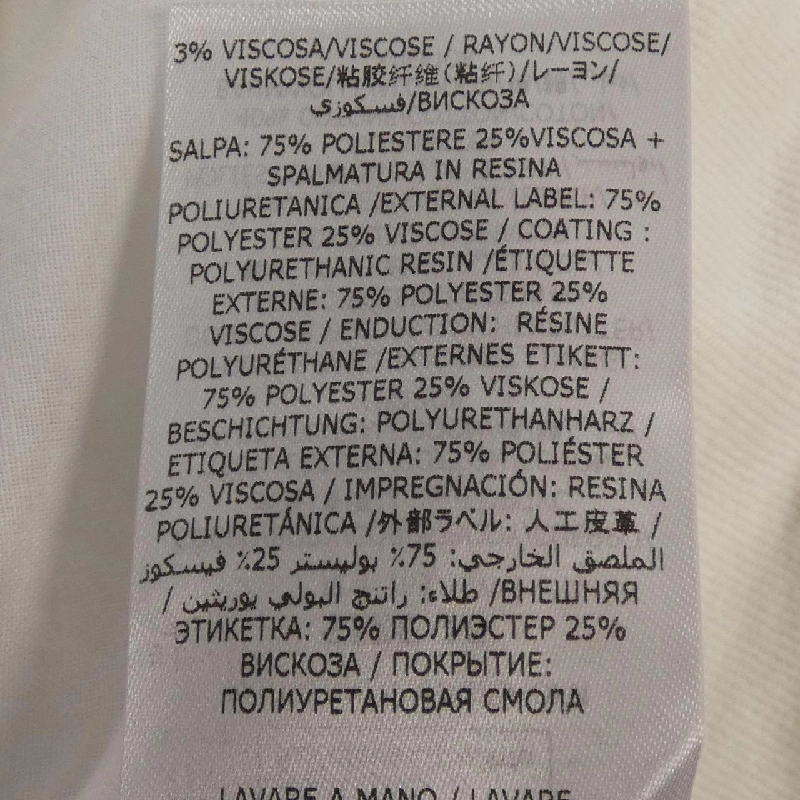 3% VISCOSA/VISCOSE / RAYON/VISCOSE/
VISKOSE/粘胶纤维(粘纤)/レーヨン/
فسكوزي/ВИСКОЗА
SALPA: 75% POLIESTERE 25%VISCOSA +
SPALMATURA IN RESINA
POLIURETANICA /EXTERNAL LABEL: 75%
POLYESTER 25% VISCOSE / COATING :
POLYURETHANIC RESIN /ÉTIQUETTE
EXTERNE: 75% POLYESTER 25%
VISCOSE / ENDUCTION: RÉSINE
POLYURÉTHANE /EXTERNES ETIKETT:
75% POLYESTER 25% VISKOSE /
BESCHICHTUNG: POLYURETHANHARZ /
ETIQUETA EXTERNA: 75% POLIÉSTER
25% VISCOSA / IMPREGNACIÓN: RESINA
POLIURETÁNICA /外部ラベル: 人工皮革 /
الملصق الخارجي: 75٪ بوليستر 25٪ فيسكوز
/ طلاء: راتنج البولي يوريثين /ВНЕШНЯЯ
ЭТИКЕТКА: 75% ПОЛИЭСТЕР 25%
ВИСКОЗА / ПОКРЫТИЕ:
ПОЛИУРЕТАНОВАЯ СМОЛА
LAVARE A MANO / LAVARE